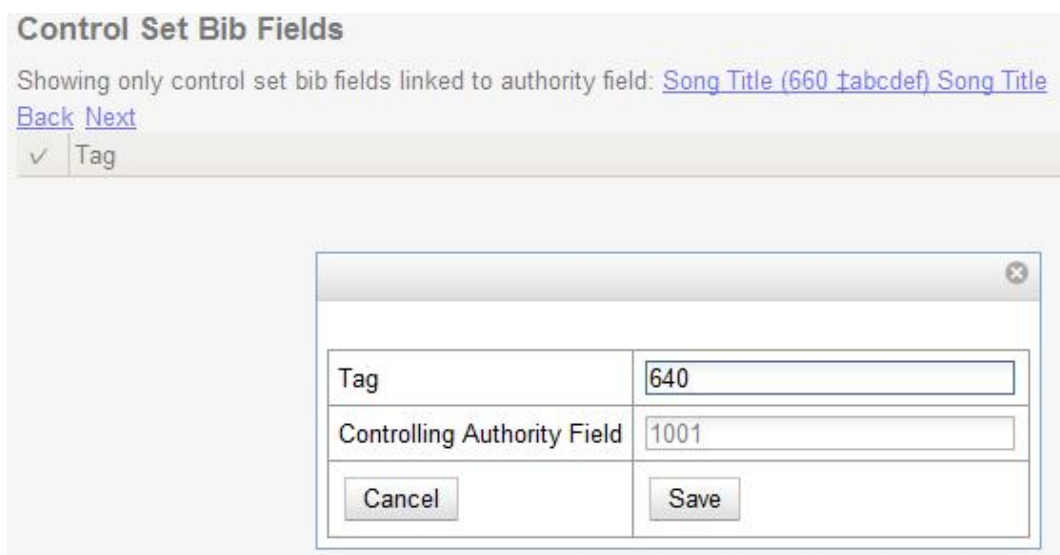 Control Set Bib Fields
Showing only control set bib fields linked to authority field: Song Title (660 ‡abcdef) Song Title
Back Next
✓ Tag
Tag 640
Controlling Authority Field 1001
Cancel Save